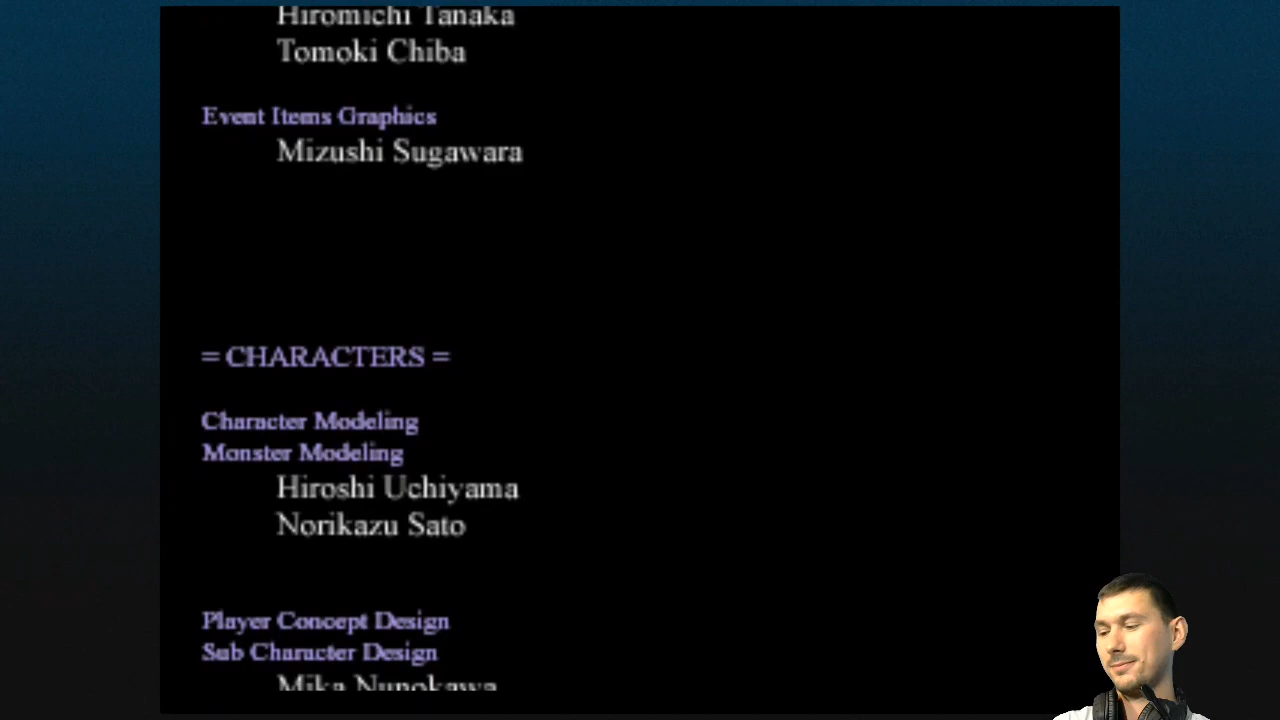 Hiromichi Tanaka
Tomoki Chiba
Event Items Graphics
Mizushi Sugawara
= CHARACTERS =
Character Modeling
Monster Modeling
Hiroshi Uchiyama
Norikazu Sato
Player Concept Design
Sub Character Design
Mika Nunokawa